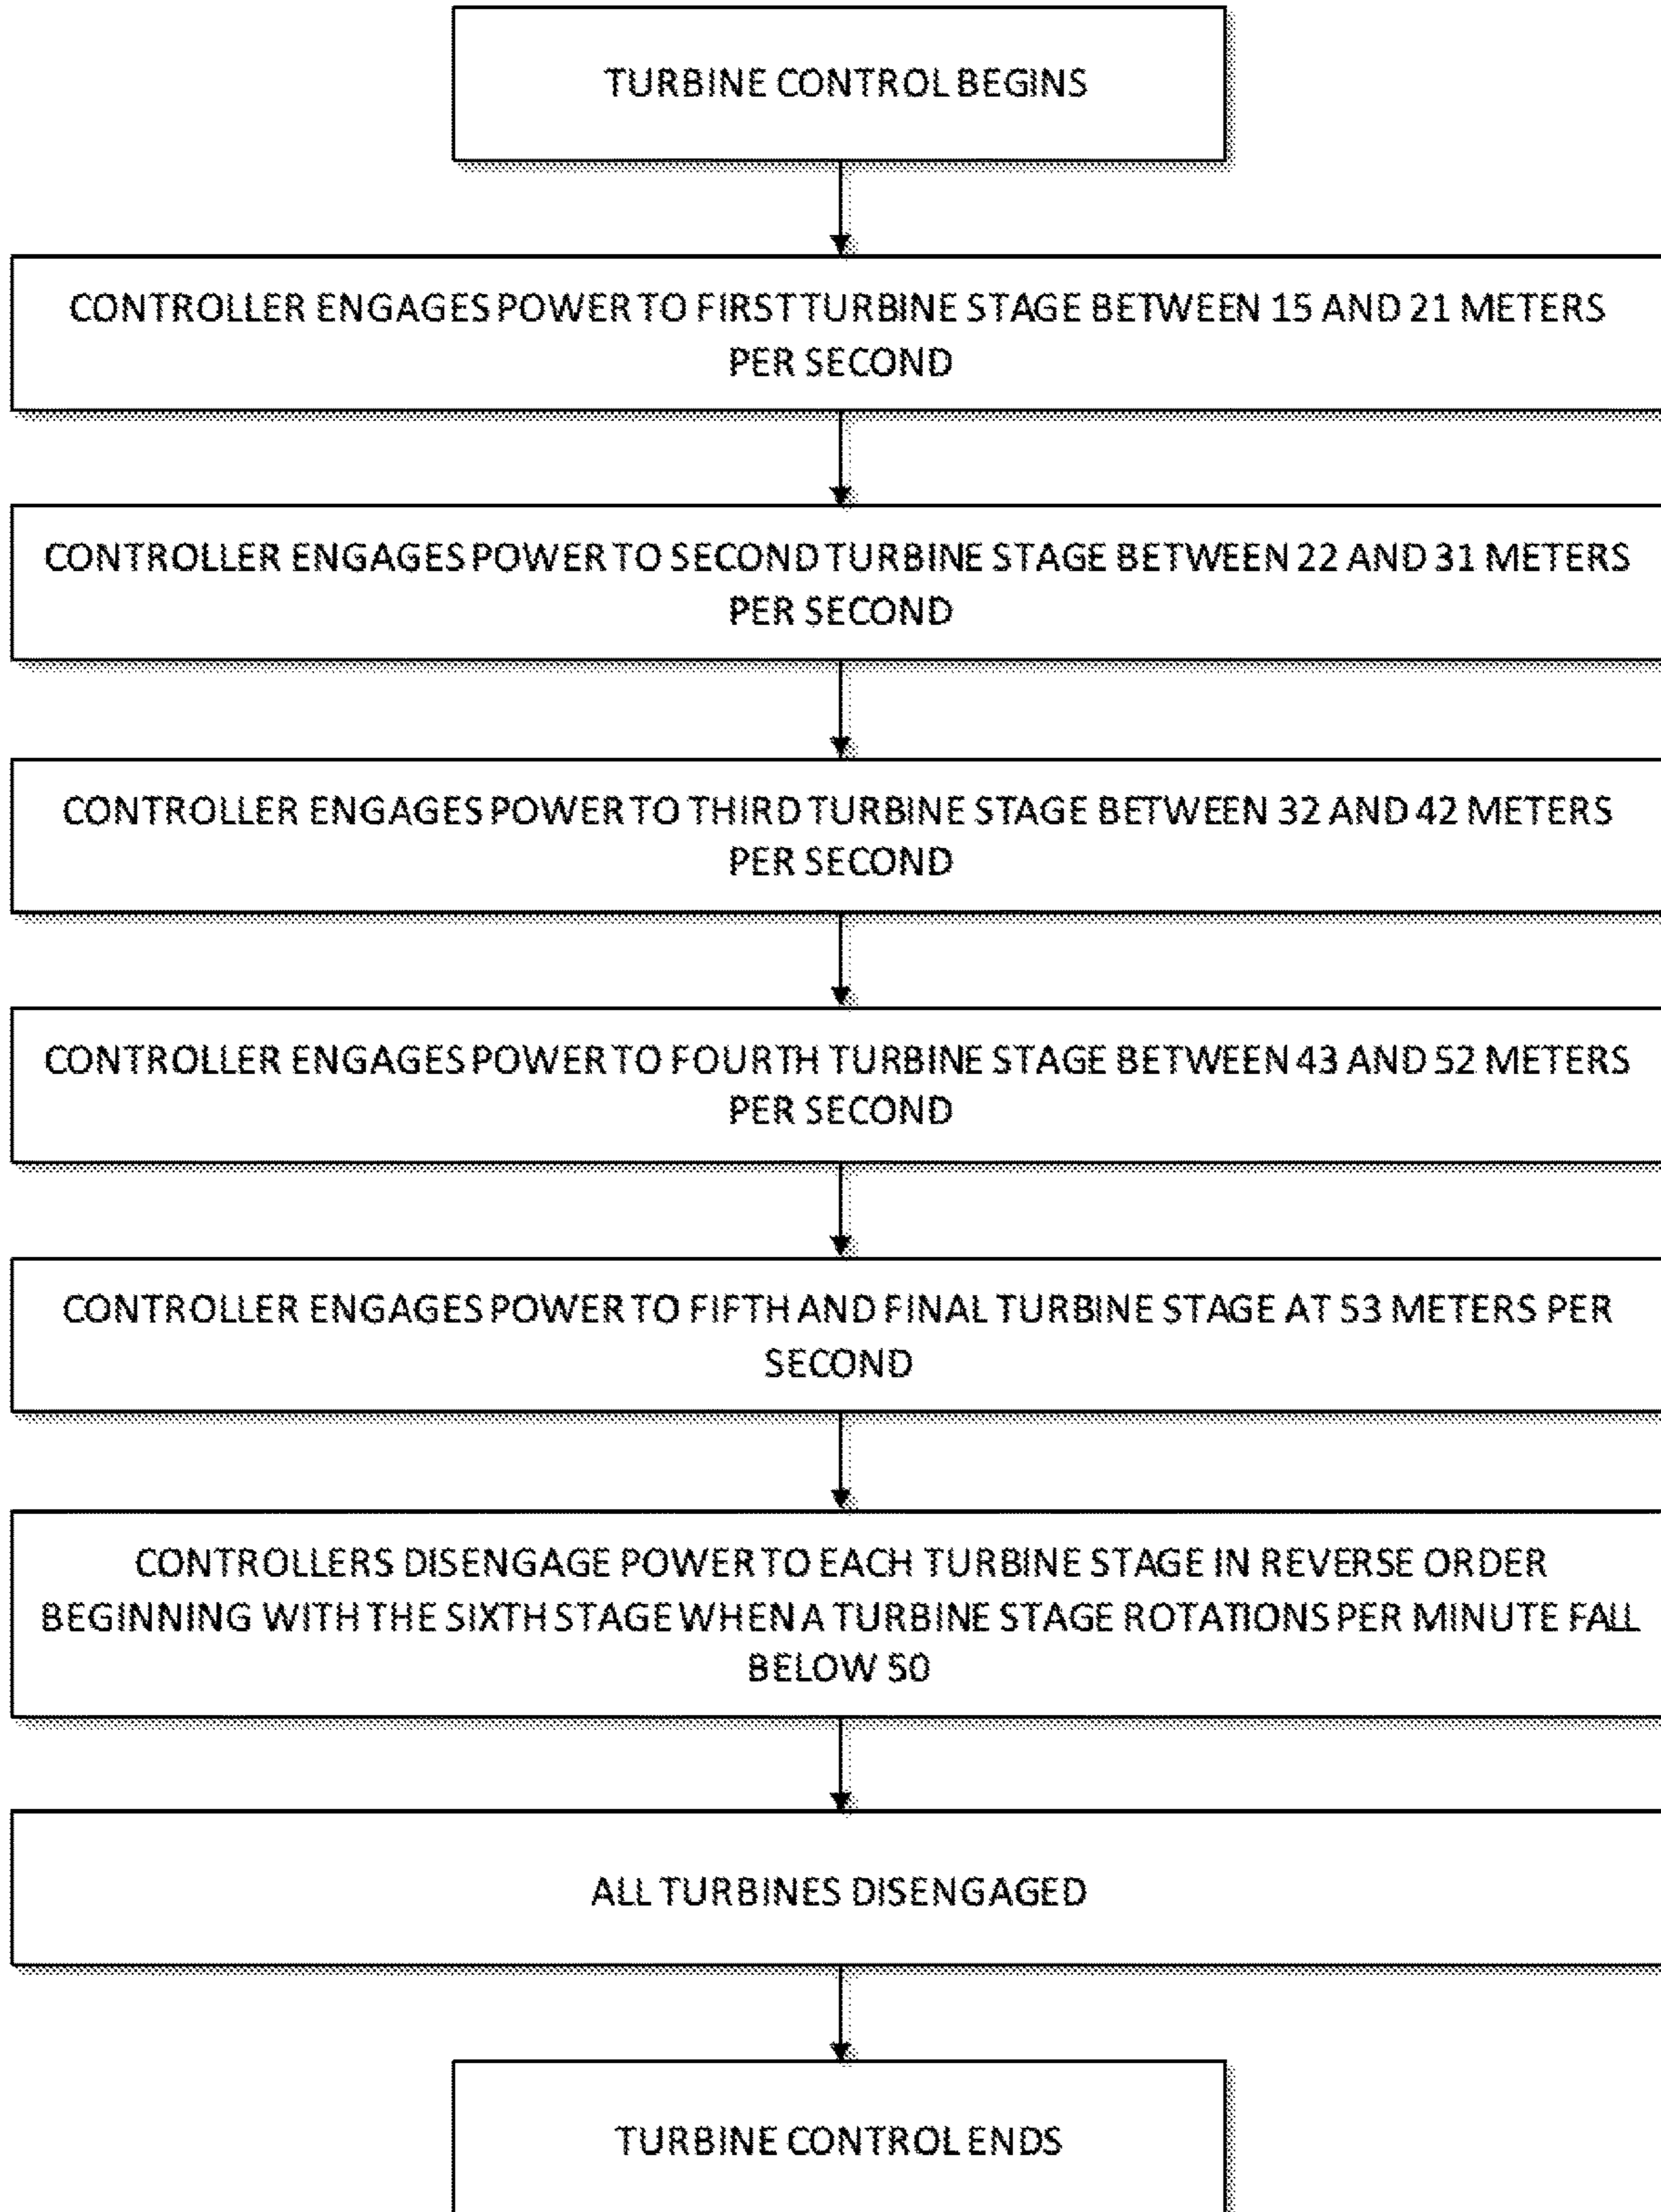 TURBINE CONTROL BEGINS
CONTROLLER ENGAGES POWER TO FIRST TURBINE STAGE BETWEEN 15 AND 21 METERS
PER SECOND
CONTROLLER ENGAGES POWER TO SECOND TURBINE STAGE BETWEEN 22 AND 31 METERS
PER SECOND
CONTROLLER ENGAGES POWER TO THIRD TURBINE STAGE BETWEEN 32 AND 42 METERS
PER SECOND
CONTROLLER ENGAGES POWER TO FOURTH TURBINE STAGE BETWEEN 43 AND 52 METERS
PER SECOND
CONTROLLER ENGAGES POWER TO FIFTH AND FINAL TURBINE STAGE AT 53 METERS PER
SECOND
CONTROLLERS DISENGAGE POWER TO EACH TURBINE STAGE IN REVERSE ORDER
BEGINNING WITH THE SIXTH STAGE WHEN A TURBINE STAGE ROTATIONS PER MINUTE FALL
BELOW 50
ALL TURBINES DISENGAGED
TURBINE CONTROL ENDS